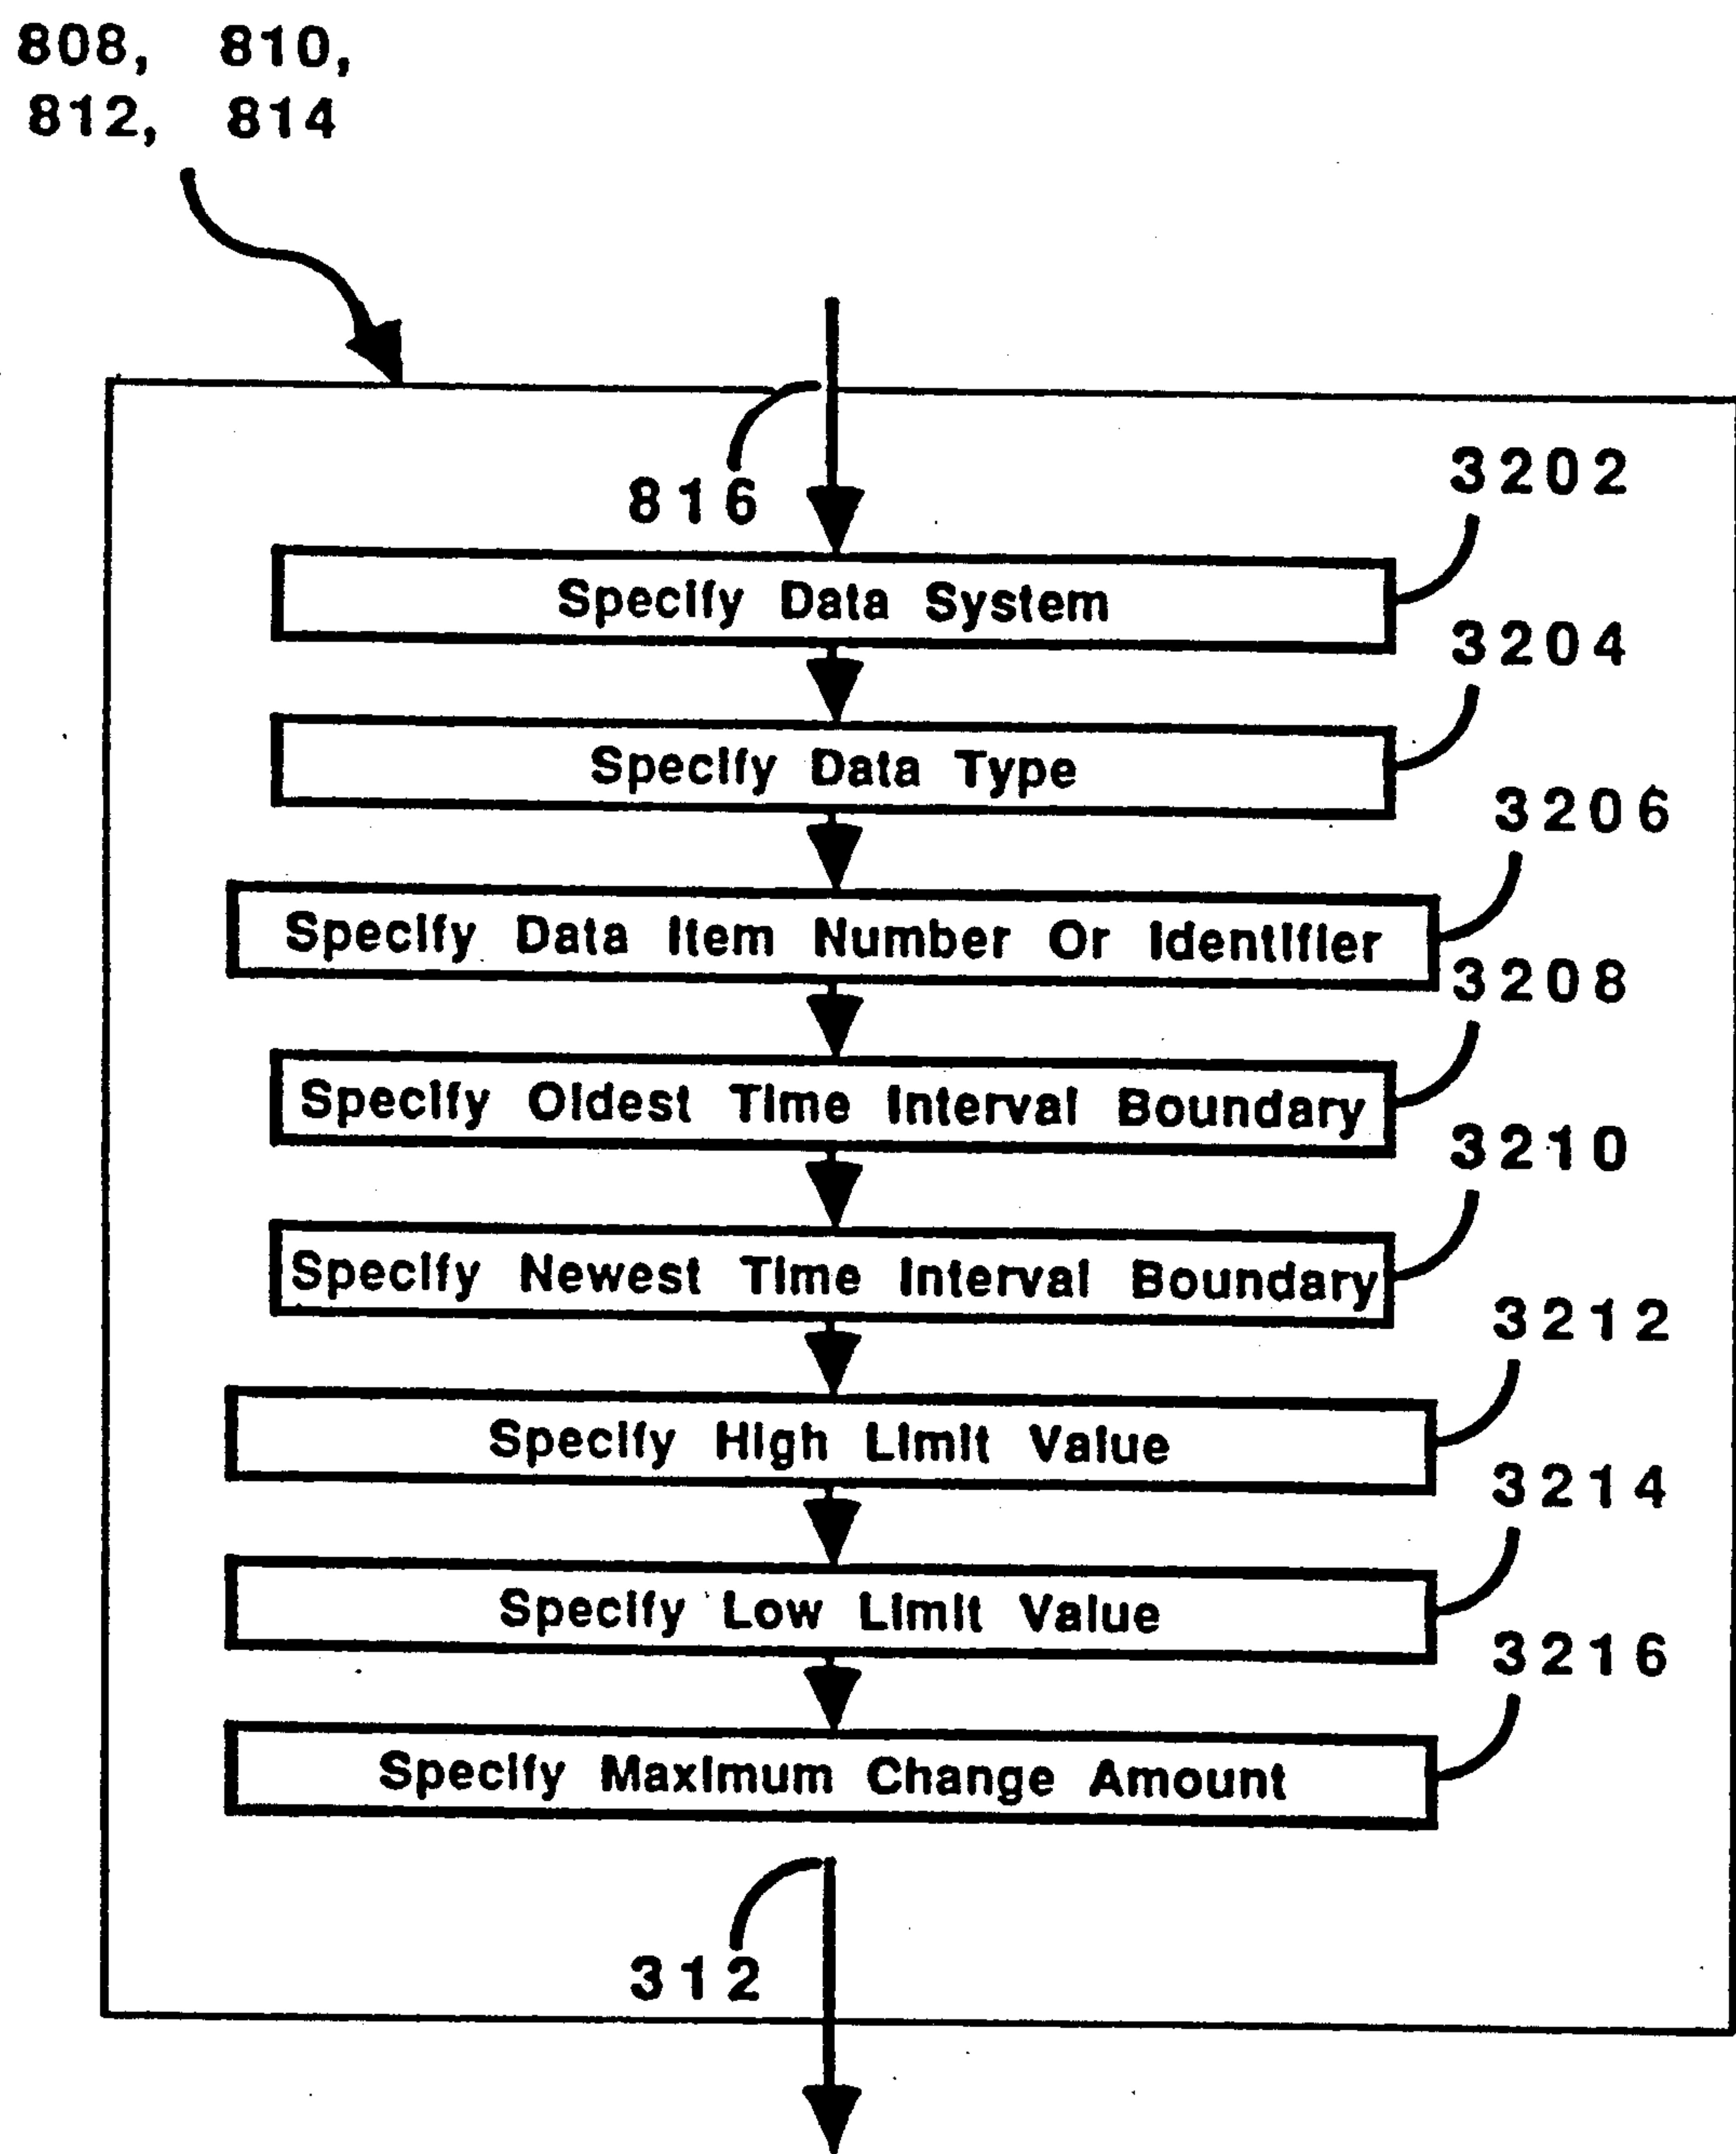 808, 810,
812, 814
816
3202
Specify Data System
3204
Specify Data Type
3206
Specify Data Item Number Or Identifier
3208
Specify Oldest Time Interval Boundary
3210
Specify Newest Time Interval Boundary
3212
Specify High Limit Value
3214
Specify Low Limit Value
3216
Specify Maximum Change Amount
312